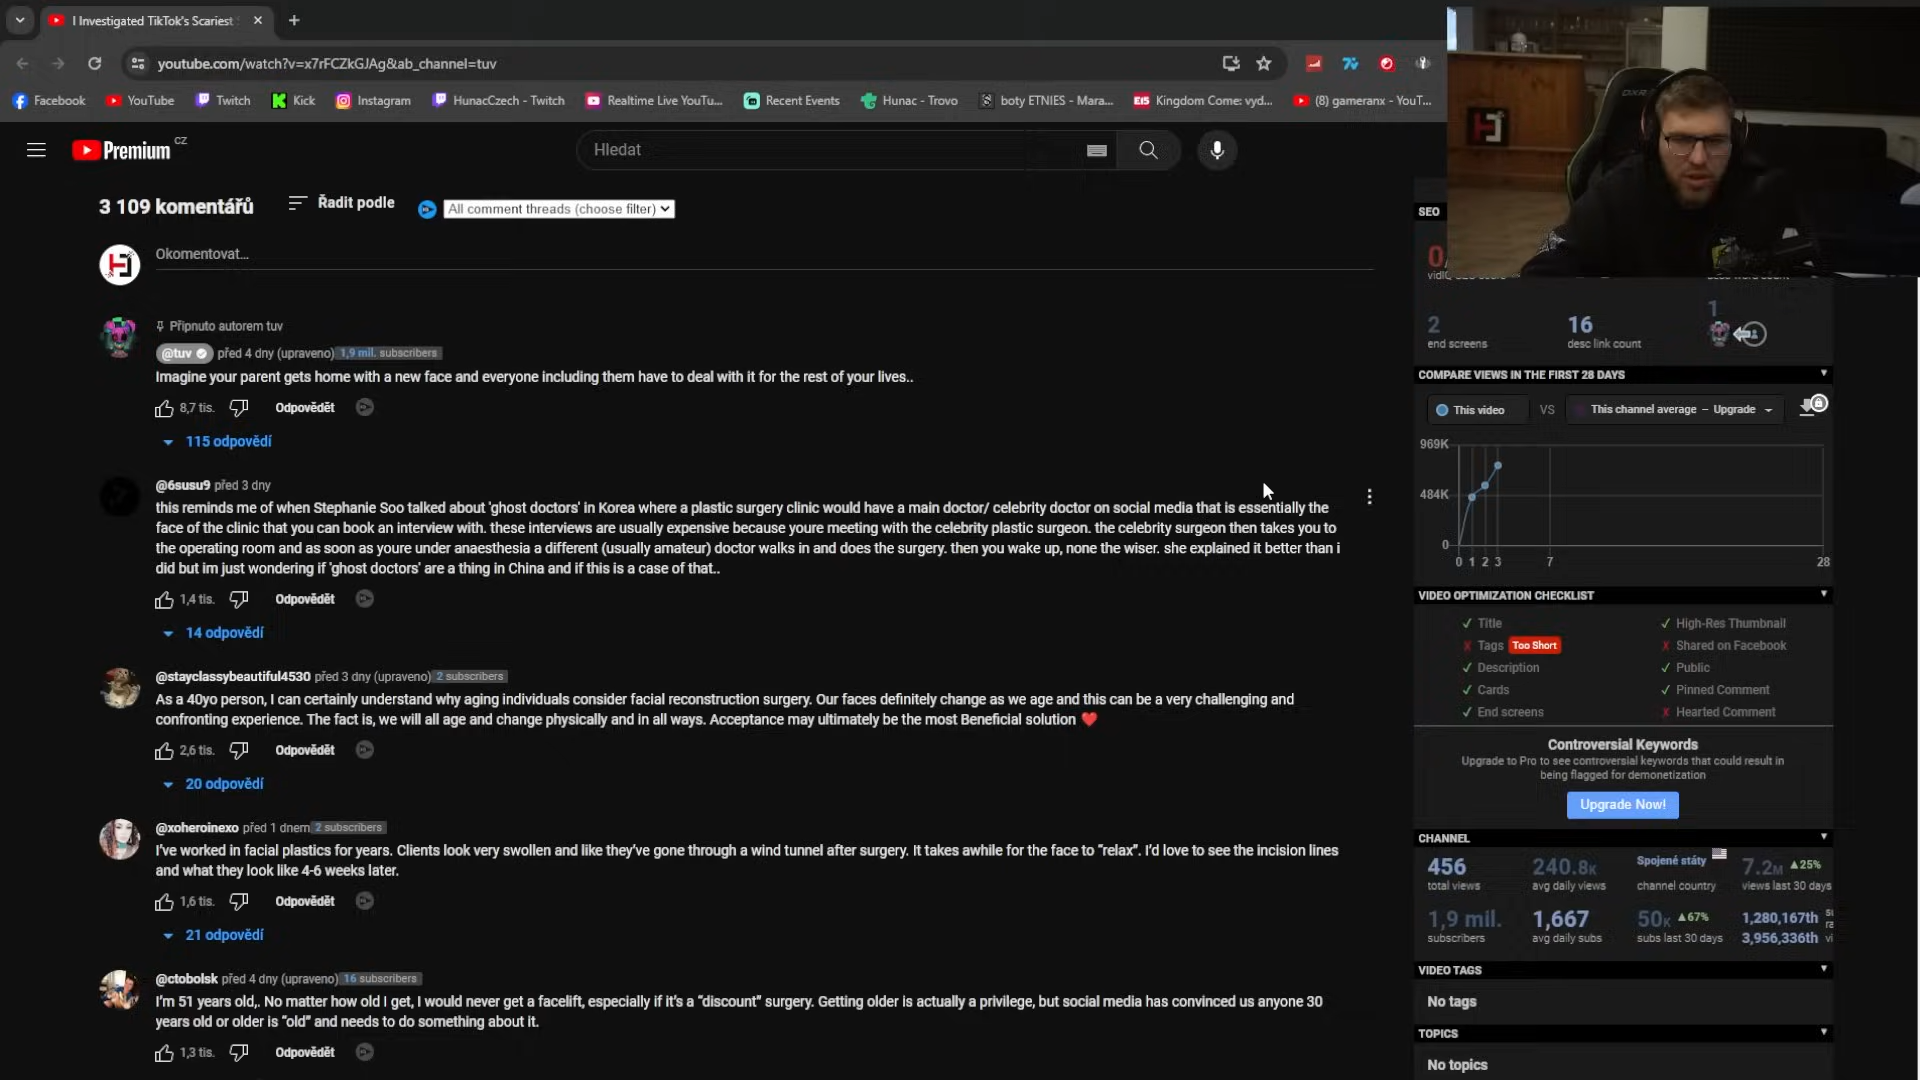 I Investigated TikTok's Scariest
youtube.com/watch?v=x7rFCZkGJAg&ab_channel=tuv
Facebook
YouTube
Twitch
Kick
Instagram
HunacCzech - Twitch
Realtime Live YouTu...
Recent Events
Hunac - Trovo
boty ETNIES - Mara...
Kingdom Come: vyd...
(8) gameranx - YouT...
Premium CZ
Hledat
3 109 komentářů
Řadit podle
All comment threads (choose filter)
Okomentovat...
Připnuto autorem tuv
@tuv před 4 dny (upraveno) 1,9 mil. subscribers
Imagine your parent gets home with a new face and everyone including them have to deal with it for the rest of your lives..
8,7 tis. Odpovědět
115 odpovědí
@6susu9 před 3 dny
this reminds me of when Stephanie Soo talked about 'ghost doctors' in Korea where a plastic surgery clinic would have a main doctor/ celebrity doctor on social media that is essentially the
face of the clinic that you can book an interview with. these interviews are usually expensive because youre meeting with the celebrity plastic surgeon. the celebrity surgeon then takes you to
the operating room and as soon as youre under anaesthesia a different (usually amateur) doctor walks in and does the surgery. then you wake up, none the wiser. she explained it better than i
did but im just wondering if 'ghost doctors' are a thing in China and if this is a case of that..
1,4 tis. Odpovědět
14 odpovědí
@stayclassybeautiful4530 před 3 dny (upraveno) 2 subscribers
As a 40yo person, I can certainly understand why aging individuals consider facial reconstruction surgery. Our faces definitely change as we age and this can be a very challenging and
confronting experience. The fact is, we will all age and change physically and in all ways. Acceptance may ultimately be the most Beneficial solution ❤️
2,6 tis. Odpovědět
20 odpovědí
@xoheroinexo před 1 dnem 2 subscribers
I've worked in facial plastics for years. Clients look very swollen and like they've gone through a wind tunnel after surgery. It takes awhile for the face to “relax”. I'd love to see the incision lines
and what they look like 4-6 weeks later.
1,6 tis. Odpovědět
21 odpovědí
@ctobolsk před 4 dny (upraveno) 16 subscribers
I'm 51 years old,. No matter how old I get, I would never get a facelift, especially if it's a “discount” surgery. Getting older is actually a privilege, but social media has convinced us anyone 30
years old or older is “old” and needs to do something about it.
1,3 tis. Odpovědět
SEO
2 16 1
end screens desc link count
COMPARE VIEWS IN THE FIRST 28 DAYS
This video VS This channel average – Upgrade
969K
484K
0
0 1 2 3 7 28
VIDEO OPTIMIZATION CHECKLIST
Title High-Res Thumbnail
Tags Too Short Shared on Facebook
Description Public
Cards Pinned Comment
End screens Hearted Comment
Controversial Keywords
Upgrade to Pro to see controversial keywords that could result in
being flagged for demonetization
Upgrade Now!
CHANNEL
456 240.8K Spojené státy 7.2M ▲25%
total views avg daily views channel country views last 30 days
1,9 mil. 1,667 50K ▲67% 1,280,167th
subscribers avg daily subs subs last 30 days 3,956,336th
VIDEO TAGS
No tags
TOPICS
No topics